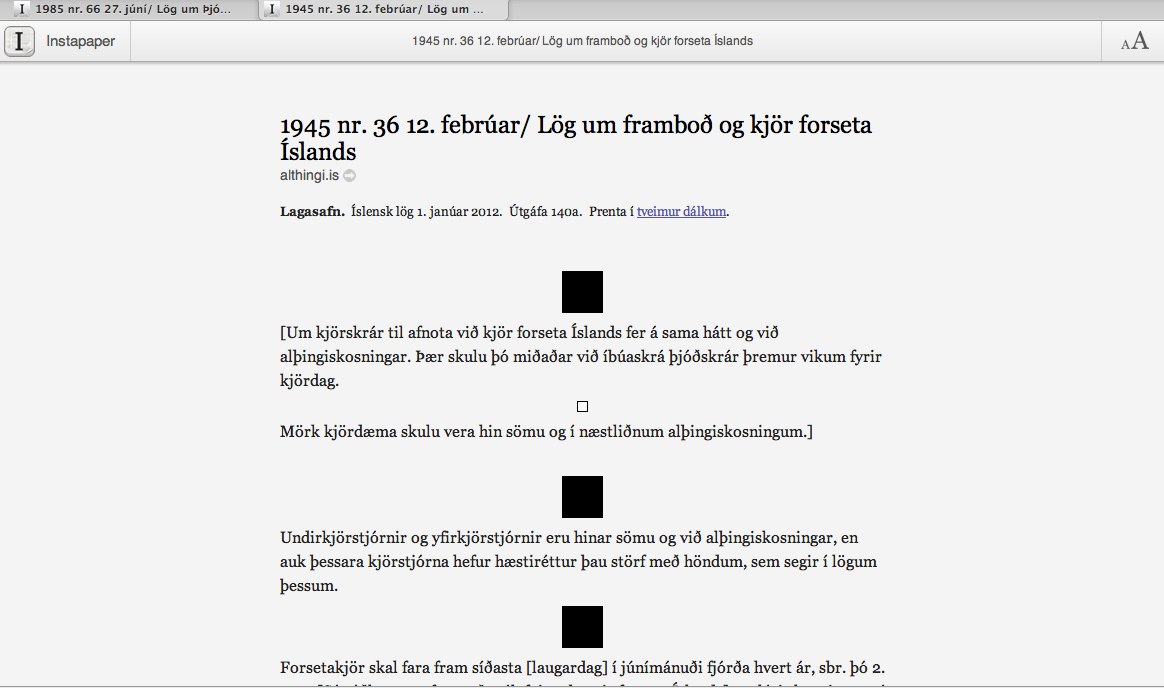 1985 nr. 66 27. júní/ Lög um Þjó...
1945 nr. 36 12. febrúar/ Lög um ...
Instapaper
1945 nr. 36 12. febrúar/ Lög um framboð og kjör forseta Íslands
AA
1945 nr. 36 12. febrúar/ Lög um framboð og kjör forseta
Íslands
althingi.is
Lagasafn. Íslensk lög 1. janúar 2012. Útgáfa 140a. Prenta í tveimur dálkum.
[Um kjörskrár til afnota við kjör forseta Íslands fer á sama hátt og við
alþingiskosningar. Þær skulu þó miðaðar við íbúaskrá þjóðskrár þremur vikum fyrir
kjördag.
Mörk kjördæma skulu vera hin sömu og í næstliðnum alþingiskosningum.]
Undirkjörstjórnir og yfirkjörstjórnir eru hinar sömu og við alþingiskosningar, en
auk þessara kjörstjórna hefur hæstiréttur þau störf með höndum, sem segir í lögum
þessum.
Forsetakjör skal fara fram síðasta [laugardag] í júnímánuði fjórða hvert ár, sbr. þó 2.